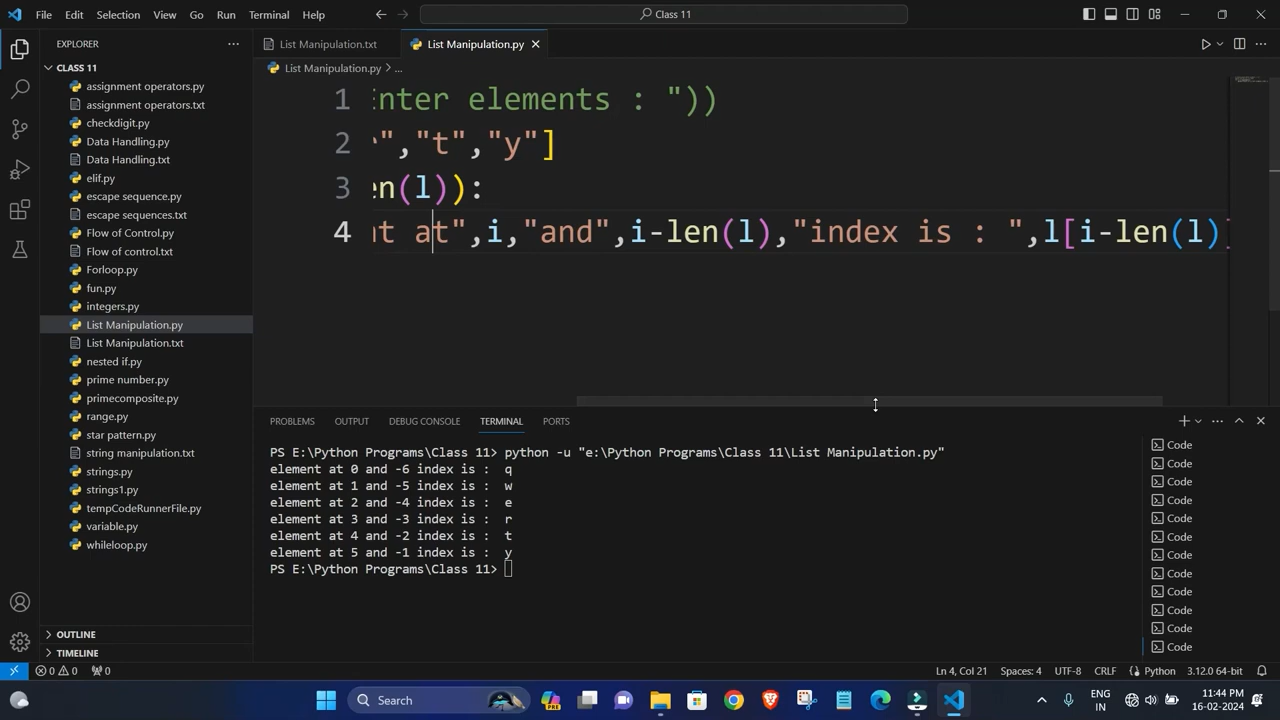 File Edit Selection View Go Run Terminal Help
Class 11
EXPLORER
List Manipulation.txt
List Manipulation.py
CLASS 11
List Manipulation.py > ...
assignment operators.py
assignment operators.txt
checkdigit.py
Data Handling.py
Data Handling.txt
elif.py
escape sequence.py
escape sequences.txt
Flow of Control.py
Flow of control.txt
Forloop.py
fun.py
integers.py
List Manipulation.py
List Manipulation.txt
nested if.py
prime number.py
primecomposite.py
range.py
star pattern.py
string manipulation.txt
strings.py
strings1.py
tempCodeRunnerFile.py
variable.py
whileloop.py
OUTLINE
TIMELINE
1 nter elements : "))
2 ","t","y"]
3 en(l)):
4 nt at",i,"and",i-len(l),"index is : ",l[i-len(l)]
PROBLEMS OUTPUT DEBUG CONSOLE TERMINAL PORTS
PS E:\Python Programs\Class 11> python -u "e:\Python Programs\Class 11\List Manipulation.py"
element at 0 and -6 index is :  q
element at 1 and -5 index is :  w
element at 2 and -4 index is :  e
element at 3 and -3 index is :  r
element at 4 and -2 index is :  t
element at 5 and -1 index is :  y
PS E:\Python Programs\Class 11>
Code
Code
Code
Code
Code
Code
Code
Code
Code
Code
Code
Code
0 0 0 Ln 4, Col 21 Spaces: 4 UTF-8 CRLF Python 3.12.0 64-bit
Search
PRE
ENG
IN
11:44 PM
16-02-2024